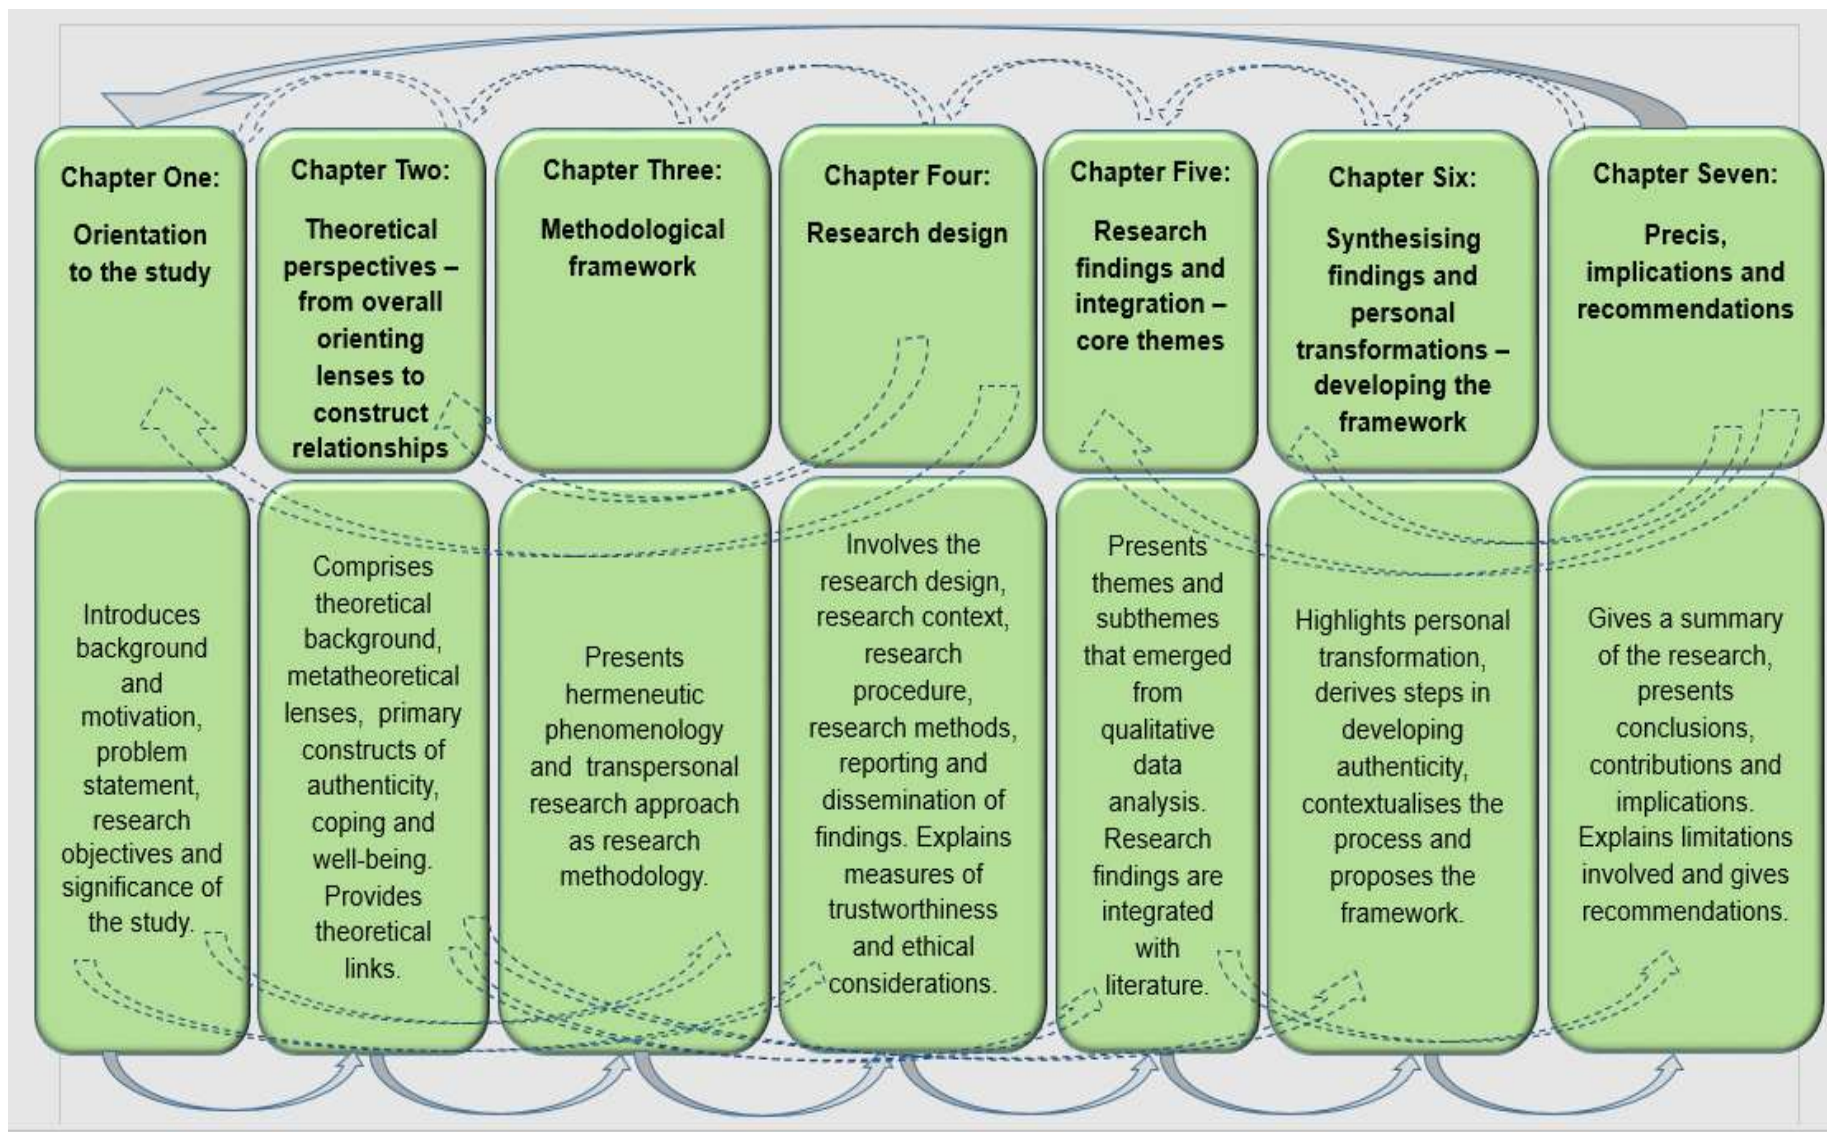 Chapter One:
Orientation
to the study
Chapter Two:
Theoretical
perspectives –
from overall
orienting
lenses to
construct
relationships
Chapter Three:
Methodological
framework
Chapter Four:
Research design
Chapter Five:
Research
findings and
integration –
core themes
Chapter Six:
Synthesising
findings and
personal
transformations –
developing the
framework
Chapter Seven:
Precis,
implications and
recommendations
Introduces
background
and
motivation,
problem
statement,
research
objectives and
significance of
the study.
Comprises
theoretical
background,
metatheoretical
lenses, primary
constructs of
authenticity,
coping and
well-being.
Provides
theoretical
links.
Presents
hermeneutic
phenomenology
and transpersonal
research approach
as research
methodology.
Involves the
research design,
research context,
research
procedure,
research methods,
reporting and
dissemination of
findings. Explains
measures of
trustworthiness
and ethical
considerations.
Presents
themes and
subthemes
that emerged
from
qualitative
data
analysis.
Research
findings are
integrated
with
literature.
Highlights personal
transformation,
derives steps in
developing
authenticity,
contextualises the
process and
proposes the
framework.
Gives a summary
of the research,
presents
conclusions,
contributions and
implications.
Explains limitations
involved and gives
recommendations.